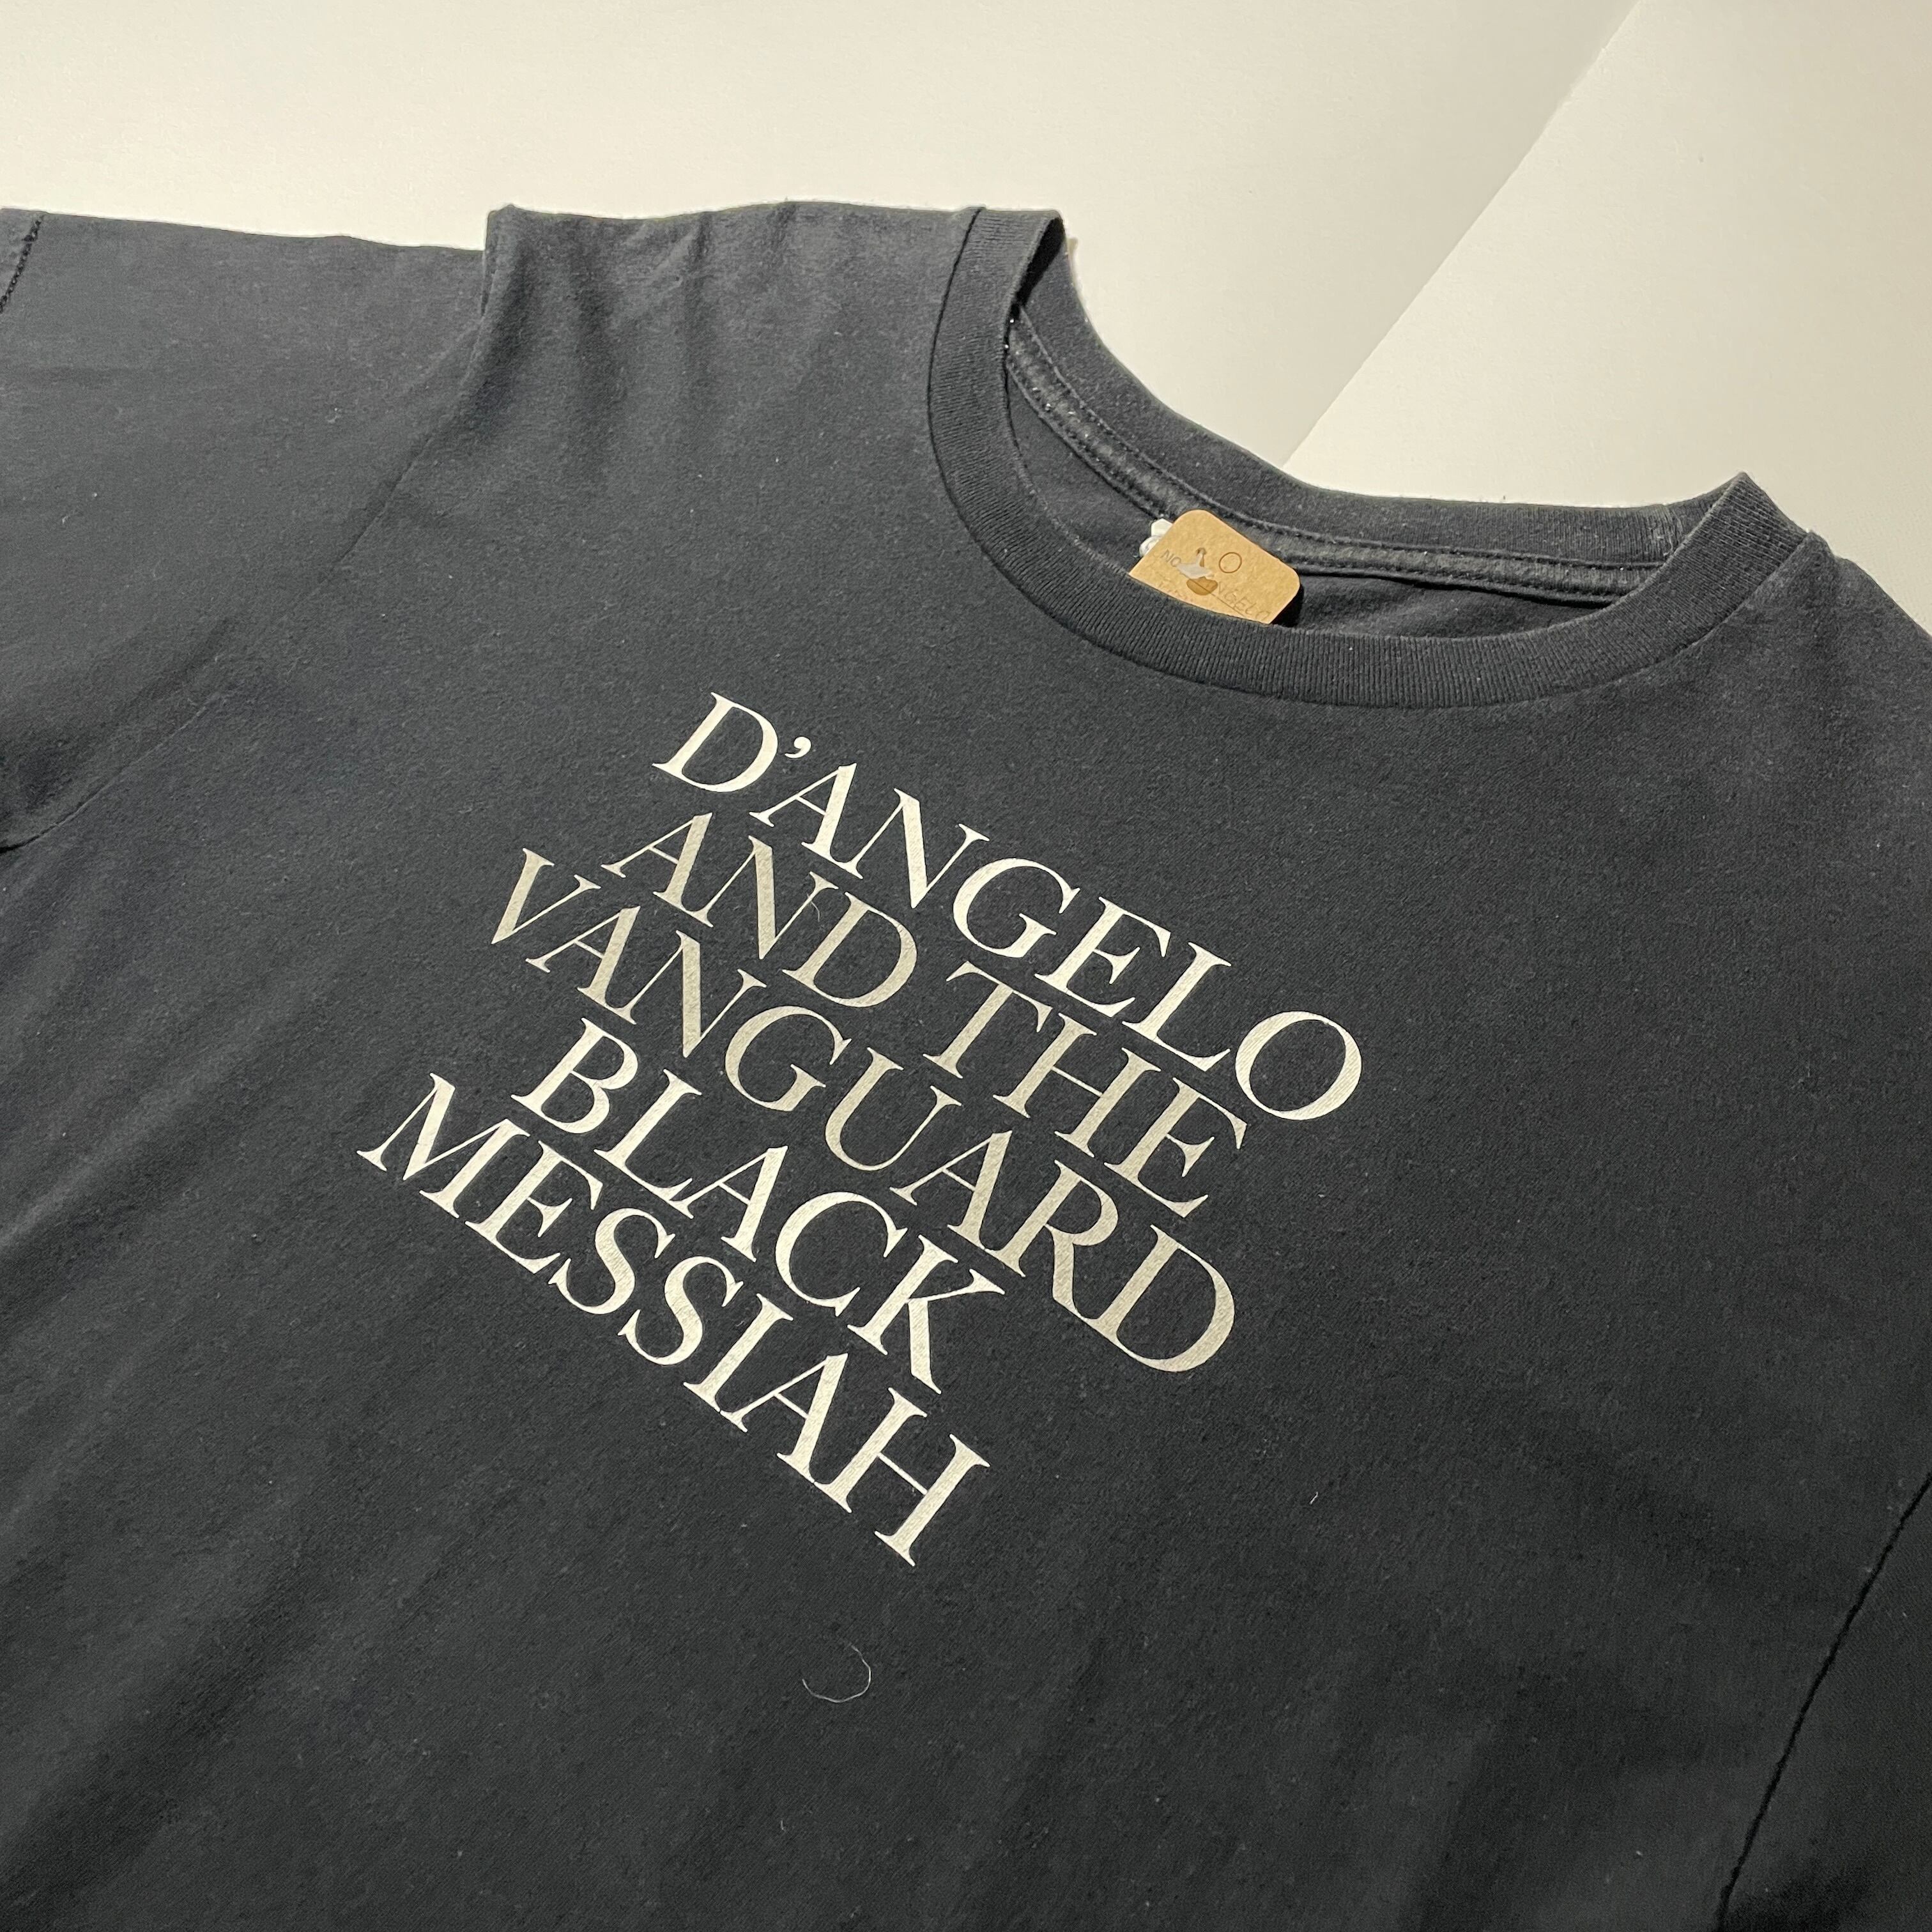 D'ANGELO
AND THE
VANGUARD
BLACK
MESSIAH